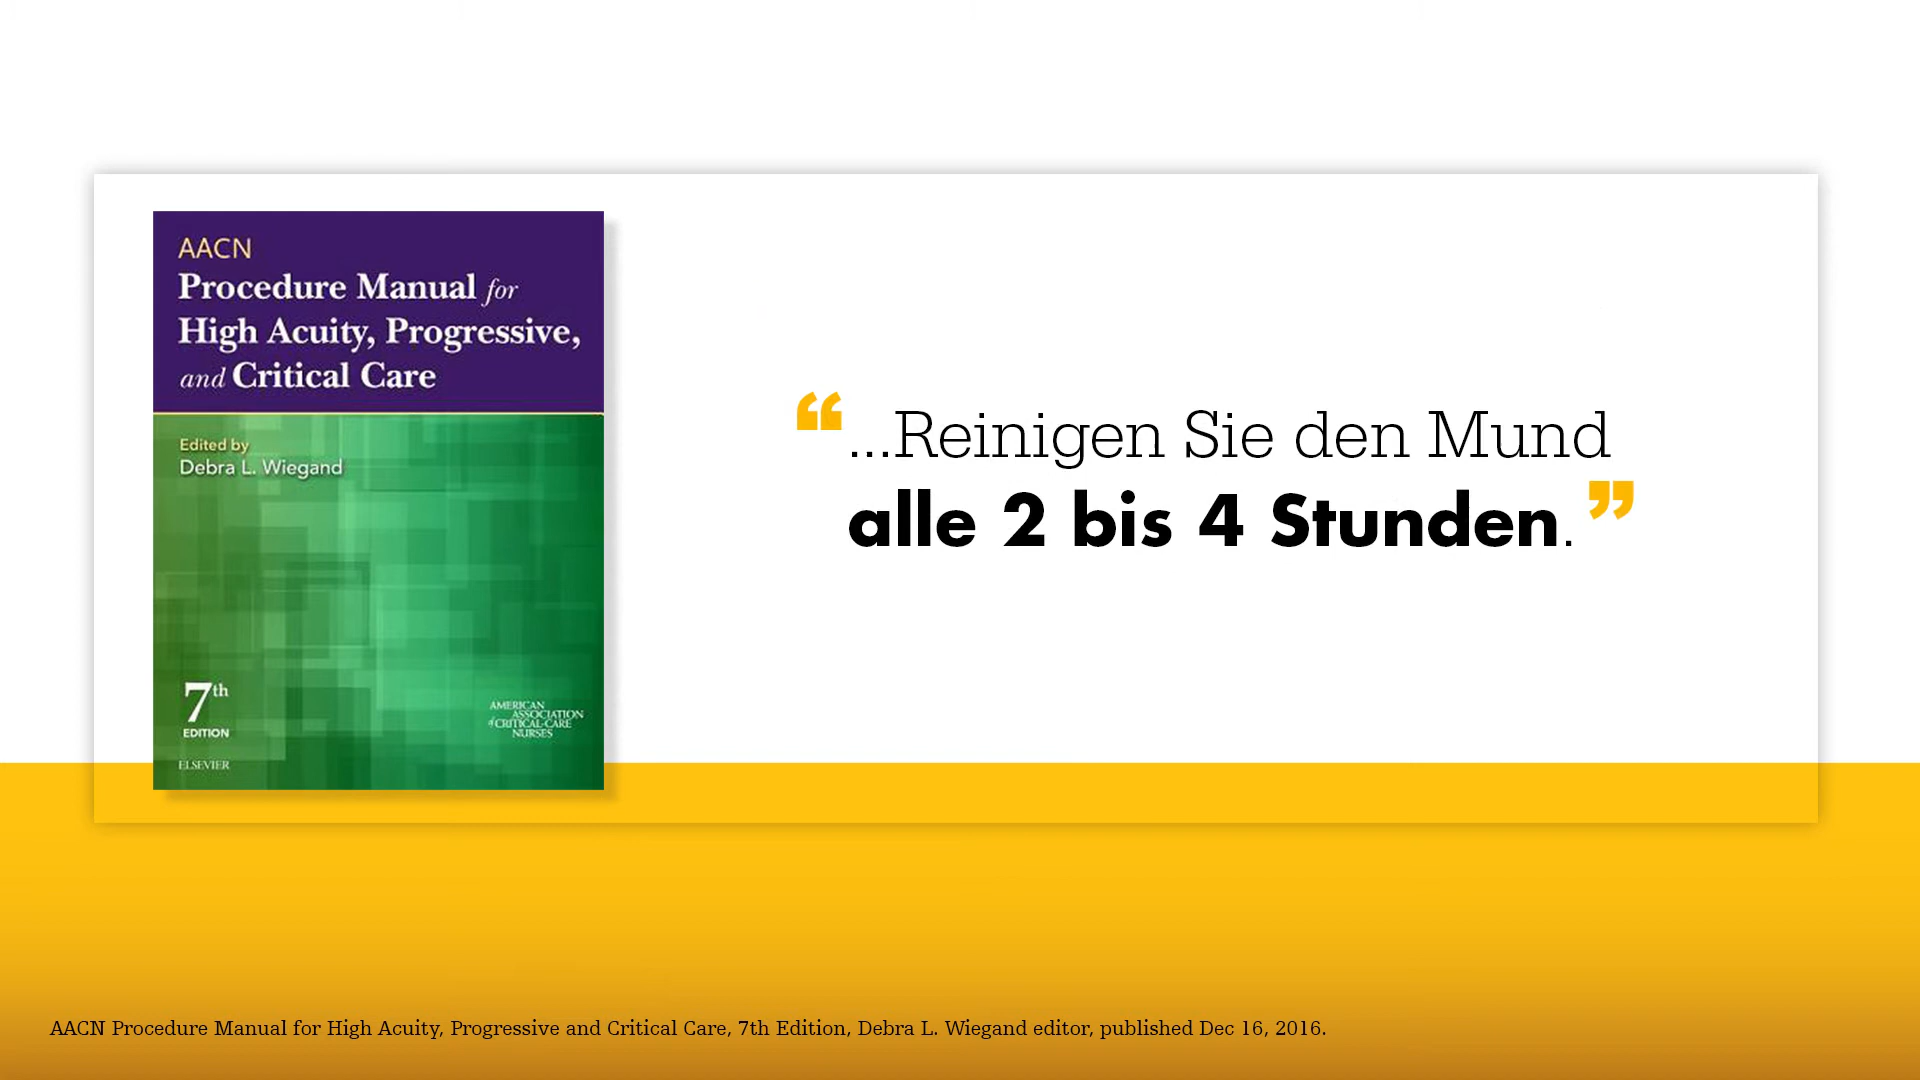 AACN
Procedure Manual for
High Acuity, Progressive,
and Critical Care
Edited by
Debra L. Wiegand
7th
EDITION
ELSEVIER
AMERICAN
ASSOCIATION
of CRITICAL-CARE
NURSES
“...Reinigen Sie den Mund
alle 2 bis 4 Stunden.”
AACN Procedure Manual for High Acuity, Progressive and Critical Care, 7th Edition, Debra L. Wiegand editor, published Dec 16, 2016.